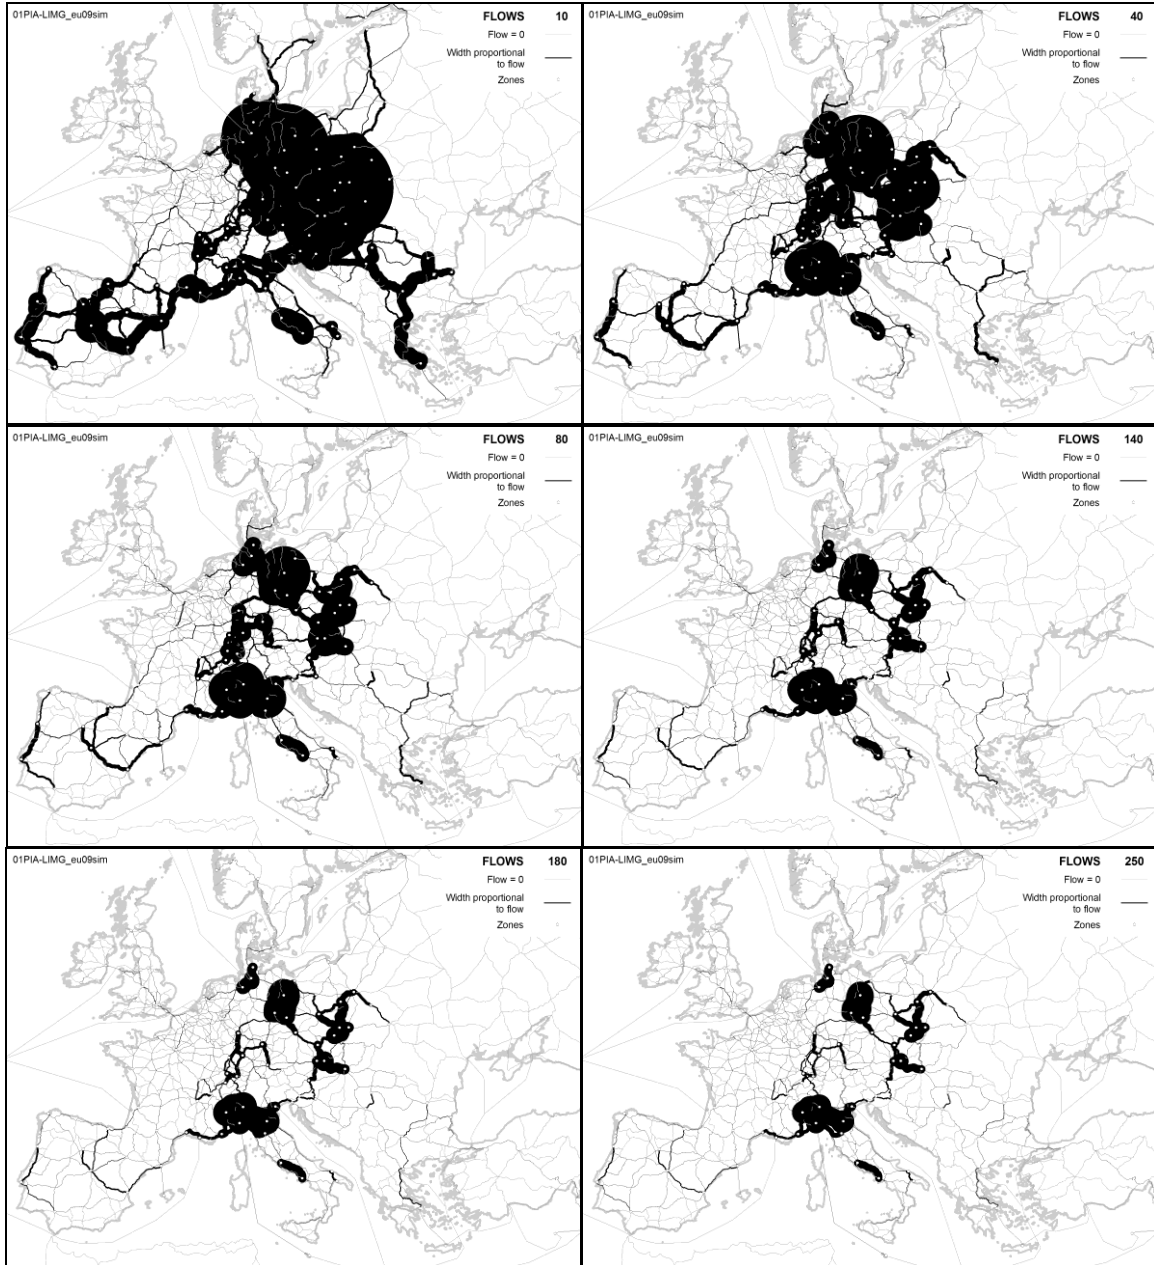 01PIA-LIMG_eu09sim
FLOWS 10
Flow = 0
Width proportional
to flow
Zones
01PIA-LIMG_eu09sim
FLOWS 40
Flow = 0
Width proportional
to flow
Zones
01PIA-LIMG_eu09sim
FLOWS 80
Flow = 0
Width proportional
to flow
Zones
01PIA-LIMG_eu09sim
FLOWS 140
Flow = 0
Width proportional
to flow
Zones
01PIA-LIMG_eu09sim
FLOWS 180
Flow = 0
Width proportional
to flow
Zones
01PIA-LIMG_eu09sim
FLOWS 250
Flow = 0
Width proportional
to flow
Zones